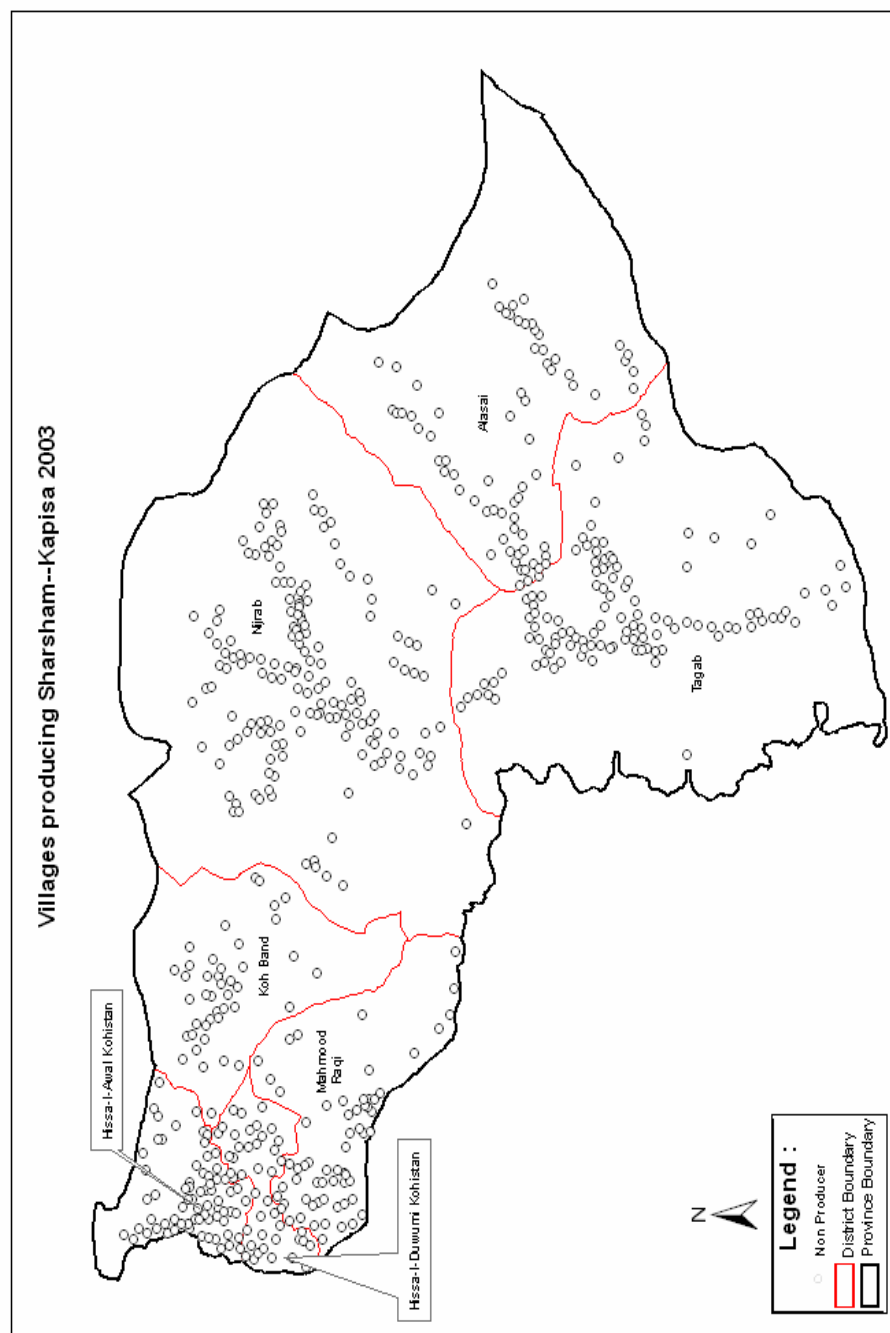 Villages producing Sharsham--Kapisa 2003
Hissa-I-Awal Kohistan
Koh Band
Nijrab
Alasai
Mahmood
Raqi
Tagab
Hissa-I-Duwumi Kohistan
N
Legend :
Non Producer
District Boundary
Province Boundary